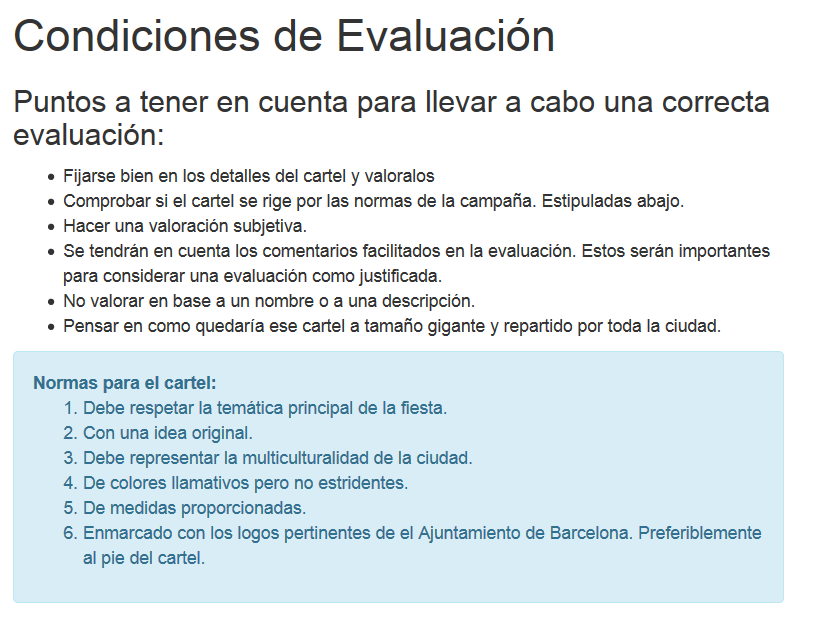 Condiciones de Evaluación
Puntos a tener en cuenta para llevar a cabo una correcta
evaluación:
• Fijarse bien en los detalles del cartel y valoralos
• Comprobar si el cartel se rige por las normas de la campaña. Estipuladas abajo.
• Hacer una valoración subjetiva.
• Se tendrán en cuenta los comentarios facilitados en la evaluación. Estos serán importantes
para considerar una evaluación como justificada.
• No valorar en base a un nombre o a una descripción.
• Pensar en como quedaría ese cartel a tamaño gigante y repartido por toda la ciudad.
Normas para el cartel:
1. Debe respetar la temática principal de la fiesta.
2. Con una idea original.
3. Debe representar la multiculturalidad de la ciudad.
4. De colores llamativos pero no estridentes.
5. De medidas proporcionadas.
6. Enmarcado con los logos pertinentes de el Ajuntamiento de Barcelona. Preferiblemente
al pie del cartel.